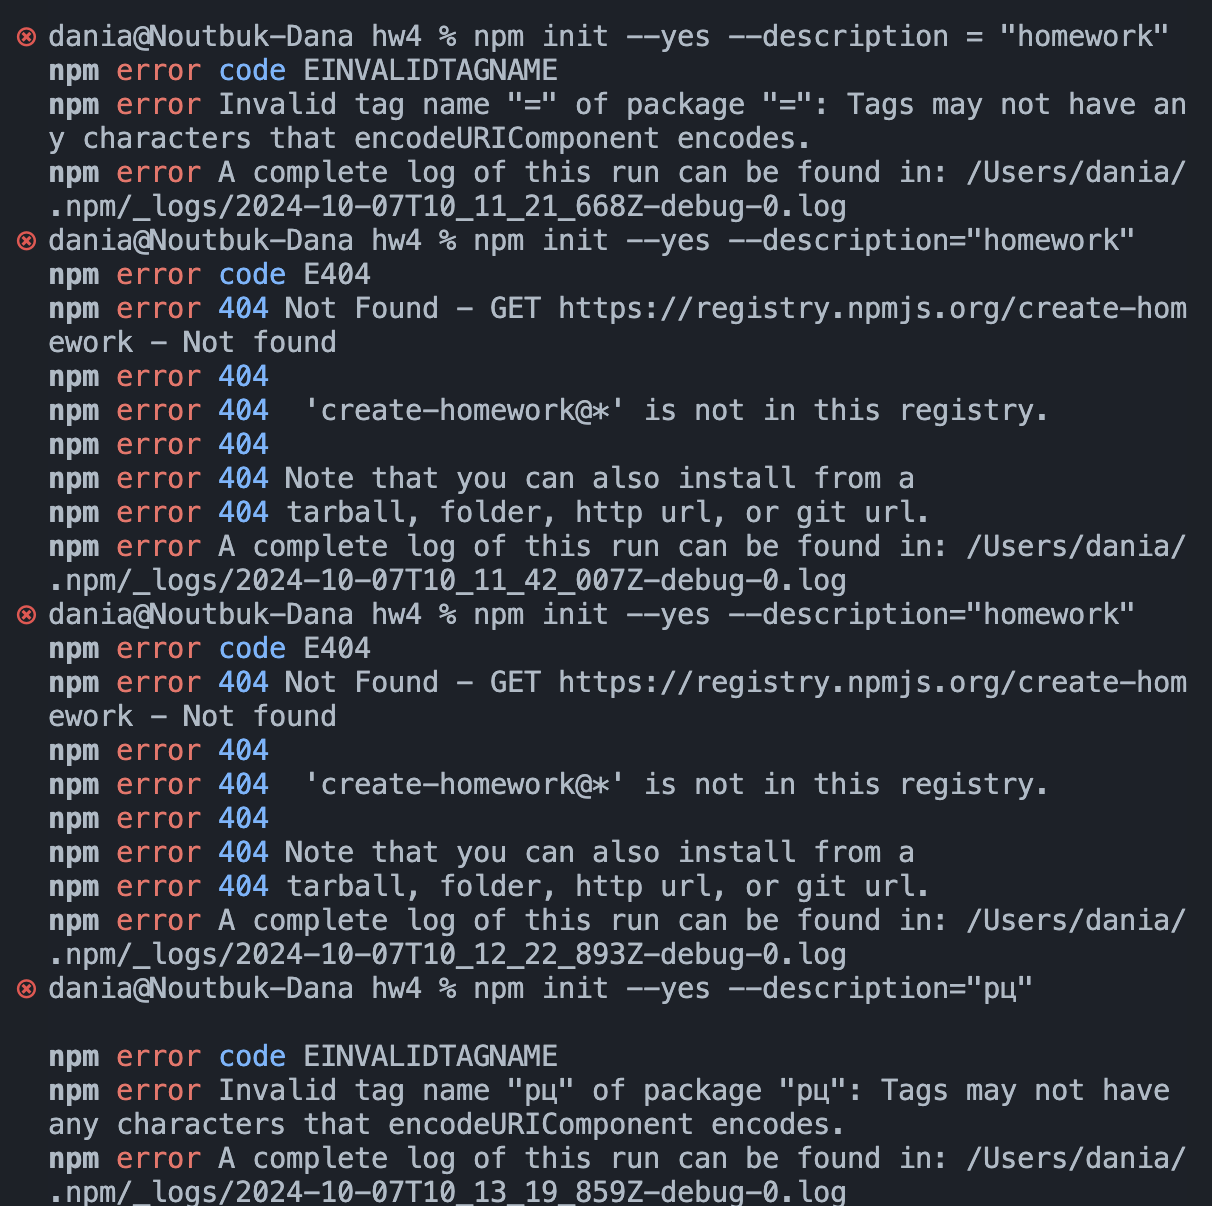 dania@Noutbuk-Dana hw4 % npm init --yes --description = "homework"
npm error code EINVALIDTAGNAME
npm error Invalid tag name "=" of package "=": Tags may not have an
y characters that encodeURIComponent encodes.
npm error A complete log of this run can be found in: /Users/dania/
.npm/_logs/2024-10-07T10_11_21_668Z-debug-0.log
dania@Noutbuk-Dana hw4 % npm init --yes --description="homework"
npm error code E404
npm error 404 Not Found - GET https://registry.npmjs.org/create-hom
ework - Not found
npm error 404
npm error 404  'create-homework@*' is not in this registry.
npm error 404
npm error 404 Note that you can also install from a
npm error 404 tarball, folder, http url, or git url.
npm error A complete log of this run can be found in: /Users/dania/
.npm/_logs/2024-10-07T10_11_42_007Z-debug-0.log
dania@Noutbuk-Dana hw4 % npm init --yes --description="homework"
npm error code E404
npm error 404 Not Found - GET https://registry.npmjs.org/create-hom
ework - Not found
npm error 404
npm error 404  'create-homework@*' is not in this registry.
npm error 404
npm error 404 Note that you can also install from a
npm error 404 tarball, folder, http url, or git url.
npm error A complete log of this run can be found in: /Users/dania/
.npm/_logs/2024-10-07T10_12_22_893Z-debug-0.log
dania@Noutbuk-Dana hw4 % npm init --yes --description="рц"
npm error code EINVALIDTAGNAME
npm error Invalid tag name "рц" of package "рц": Tags may not have
any characters that encodeURIComponent encodes.
npm error A complete log of this run can be found in: /Users/dania/
.npm/_logs/2024-10-07T10_13_19_859Z-debug-0.log